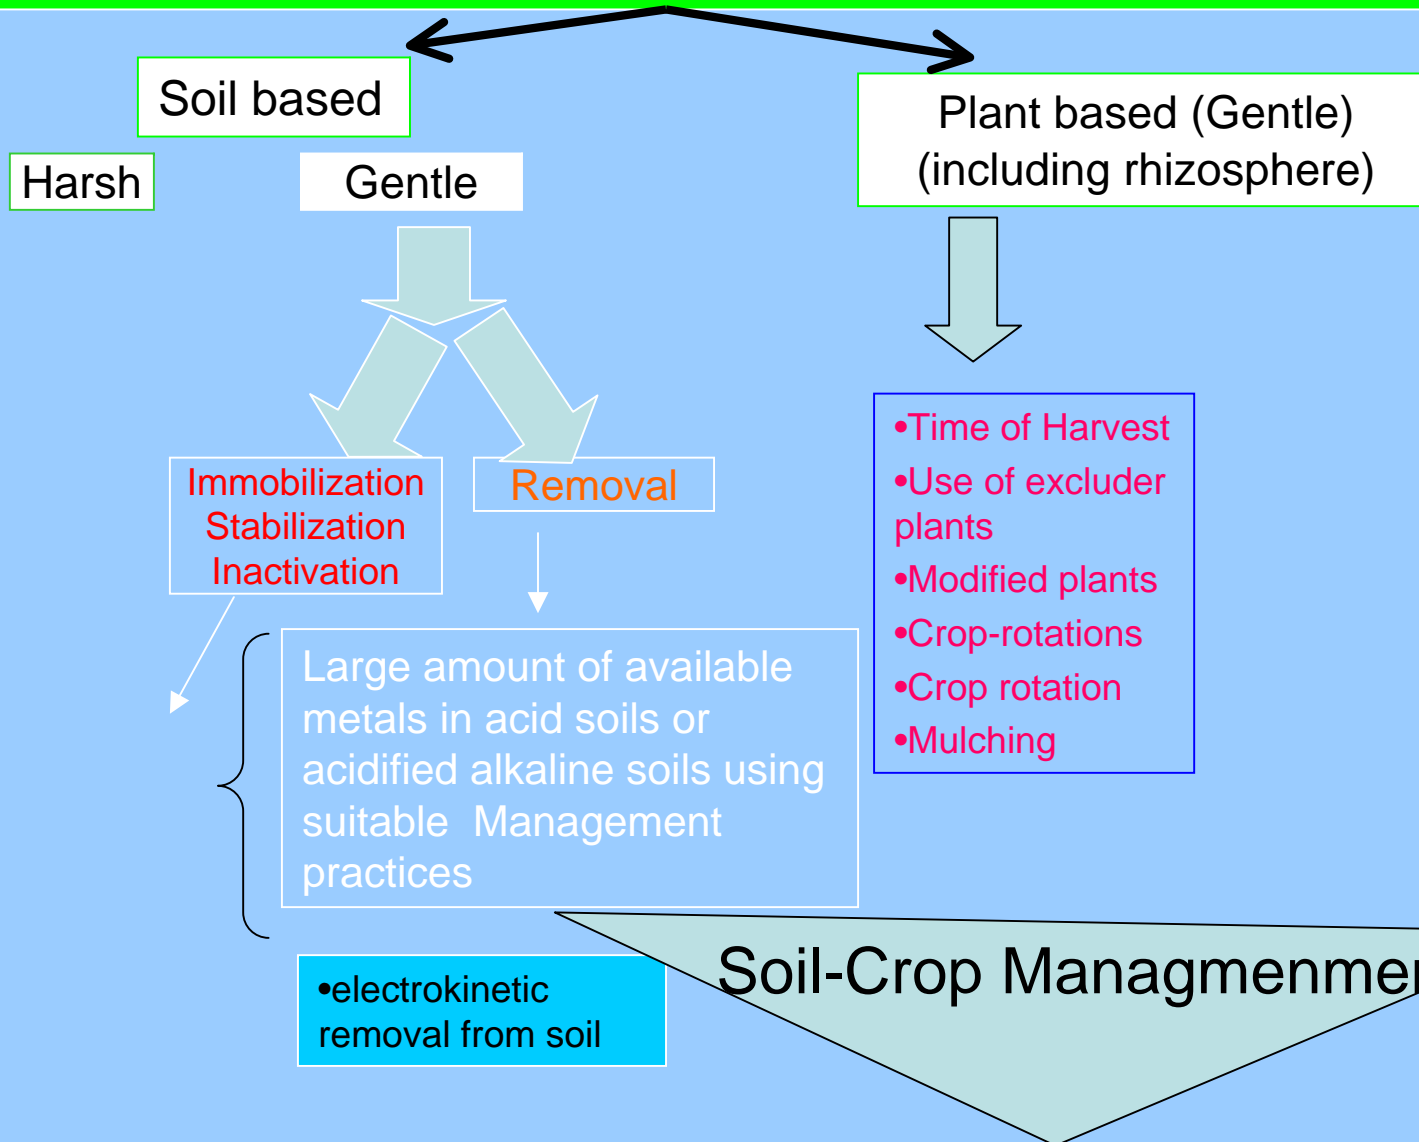 Soil based
Plant based (Gentle)
(including rhizosphere)
Harsh
Gentle
Immobilization
Stabilization
Inactivation
Removal
•Time of Harvest
•Use of excluder
plants
•Modified plants
•Crop-rotations
•Crop rotation
•Mulching
Large amount of available
metals in acid soils or
acidified alkaline soils using
suitable Management
practices
•electrokinetic
removal from soil
Soil-Crop Managmenmer